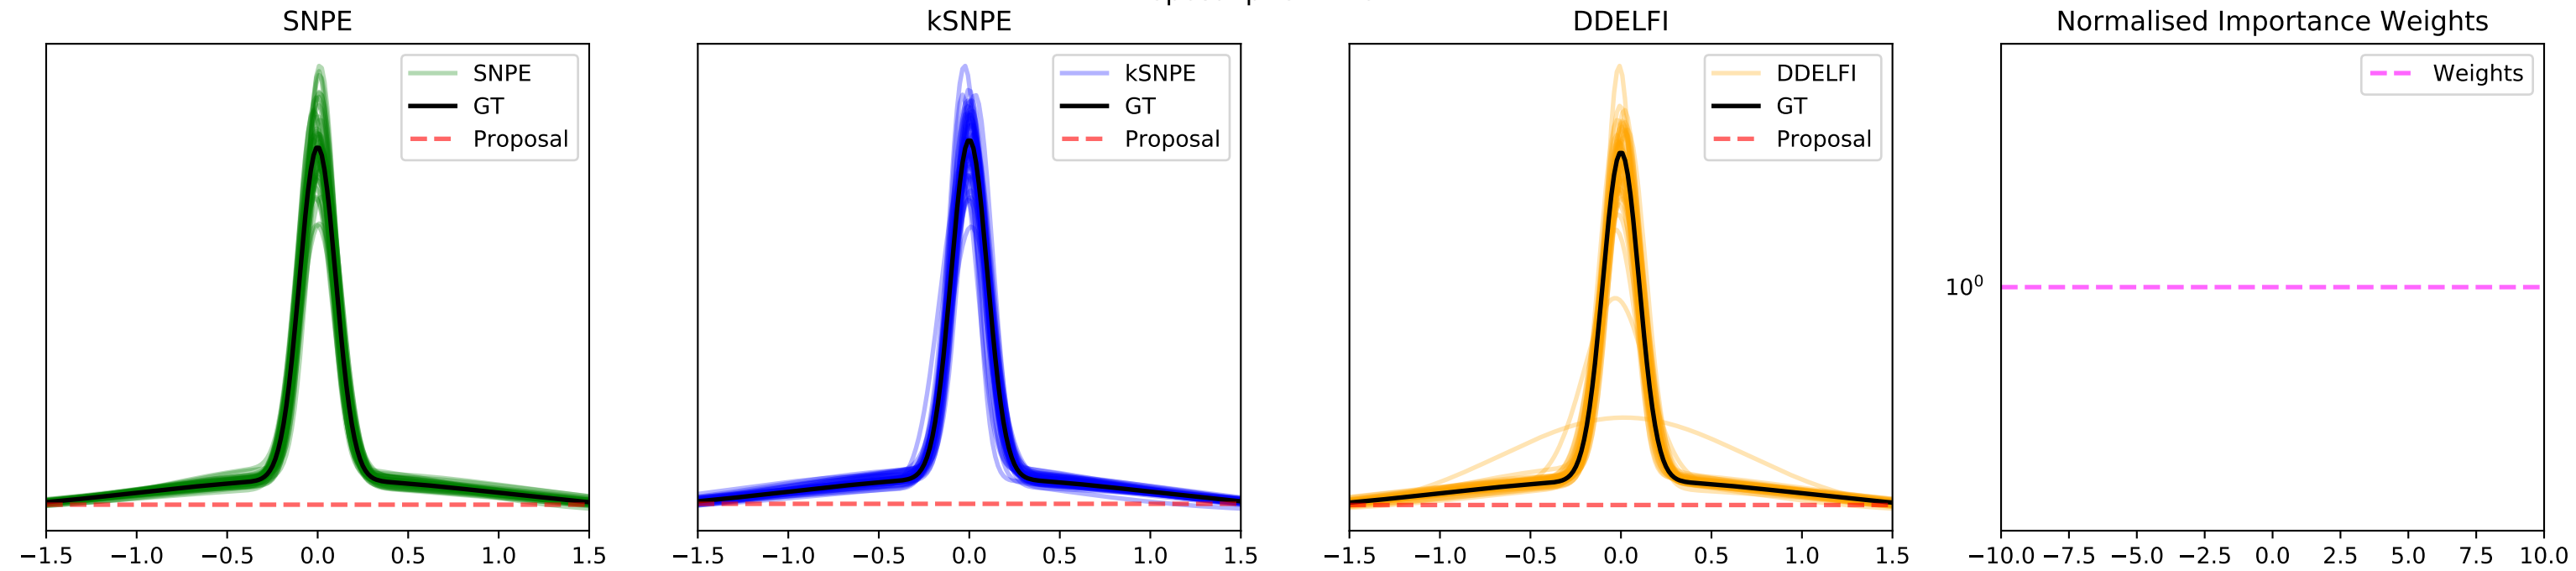 SNPE
SNPE
GT
Proposal
−1.5 −1.0 −0.5 0.0 0.5 1.0 1.5
kSNPE
kSNPE
GT
Proposal
−1.5 −1.0 −0.5 0.0 0.5 1.0 1.5
DDELFI
DDELFI
GT
Proposal
−1.5 −1.0 −0.5 0.0 0.5 1.0 1.5
Normalised Importance Weights
Weights
10⁰
−10.0 −7.5 −5.0 −2.5 0.0 2.5 5.0 7.5 10.0